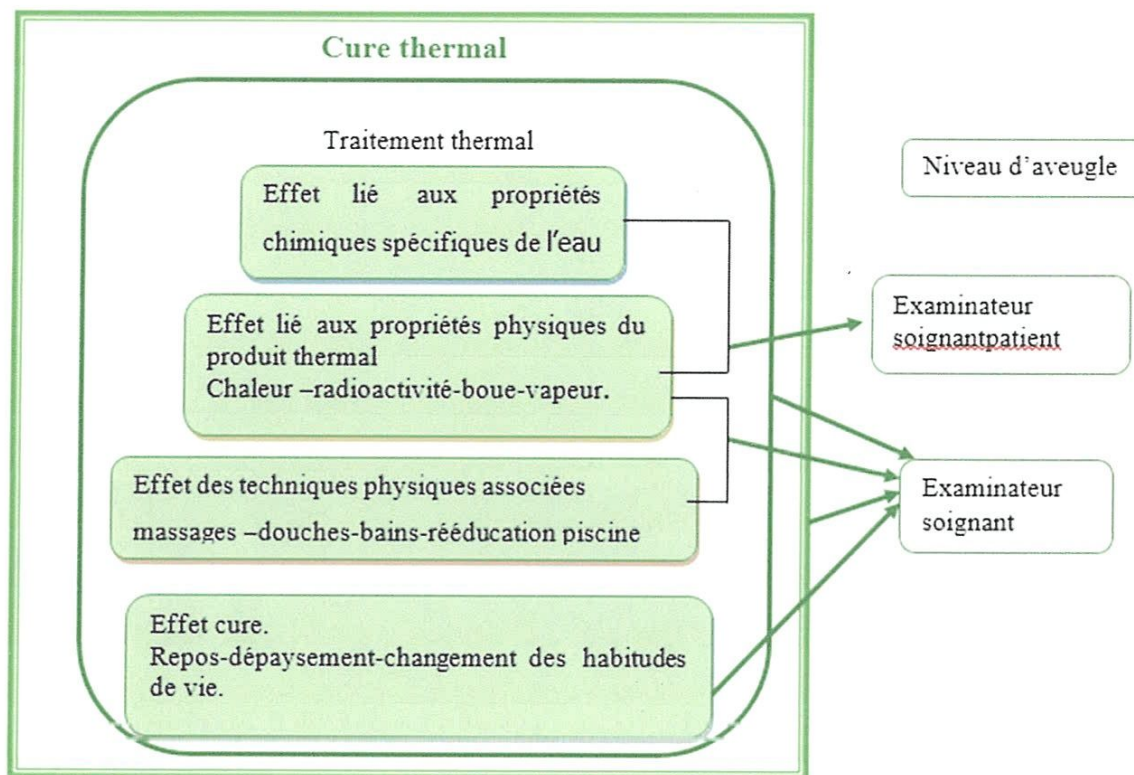 Cure thermal
Traitement thermal
Effet lié aux propriétés
chimiques spécifiques de l'eau
Effet lié aux propriétés physiques du
produit thermal
Chaleur –radioactivité-boue-vapeur.
Effet des techniques physiques associées
massages –douches-bains-rééducation piscine
Effet cure.
Repos-dépaysement-changement des habitudes
de vie.
Niveau d'aveugle
Examinateur
soignantpatient
Examinateur
soignant